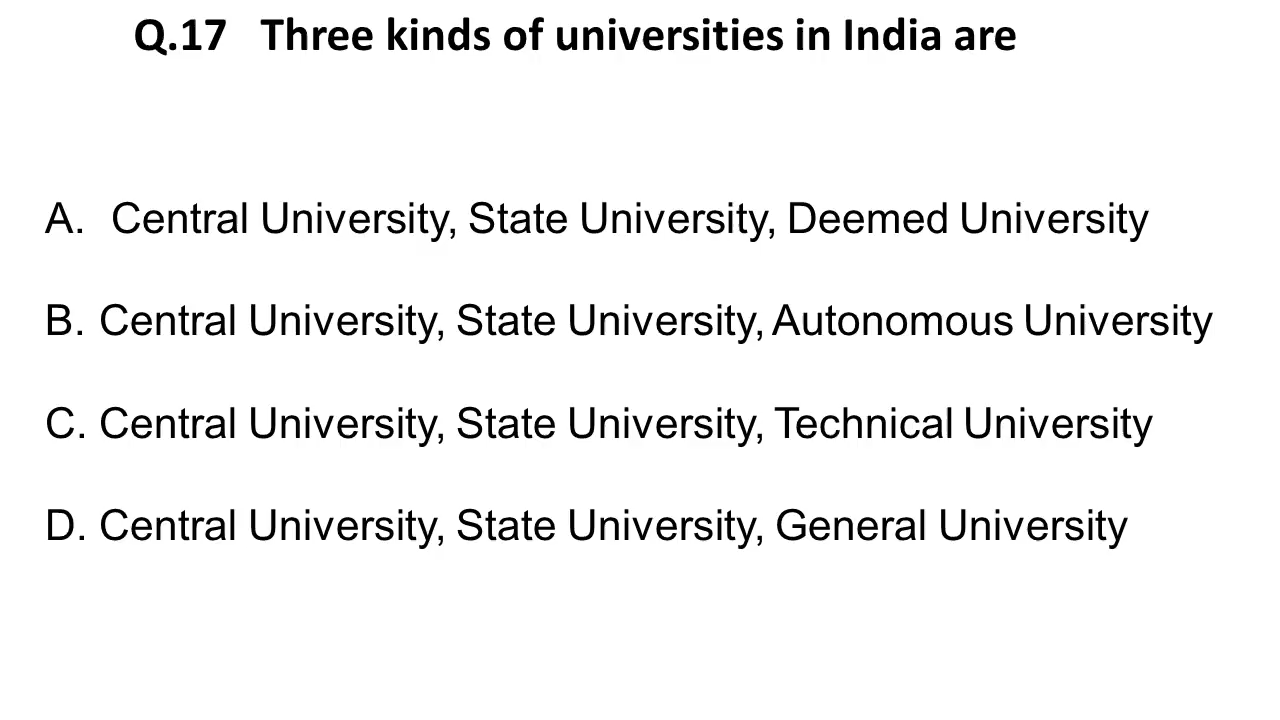 Q.17 Three kinds of universities in India are
A. Central University, State University, Deemed University
B. Central University, State University, Autonomous University
C. Central University, State University, Technical University
D. Central University, State University, General University